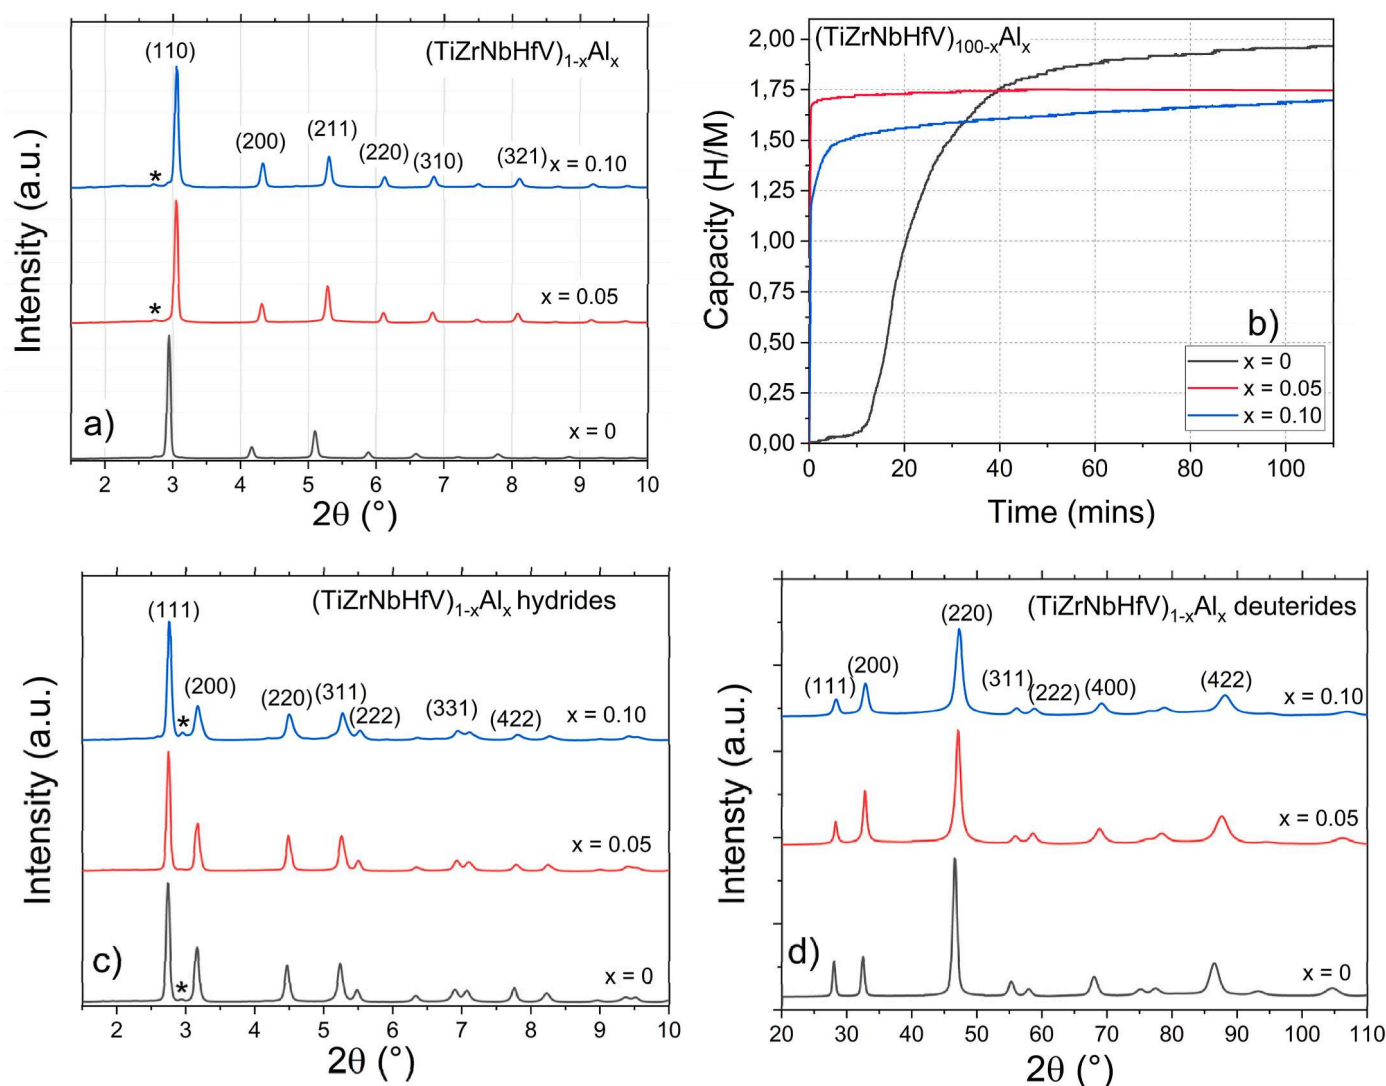 (TiZrNbHfV)₁₋ₓAlₓ
(110)
(200)
(211)
(220)
(310)
(321)
x = 0.10
*
x = 0.05
*
x = 0
a)
Intensity (a.u.)
2 3 4 5 6 7 8 9 10
2θ (°)
(TiZrNbHfV)₁₀₀₋ₓAlₓ
2,00
1,75
1,50
1,25
1,00
0,75
0,50
0,25
0,00
Capacity (H/M)
b)
x = 0
x = 0.05
x = 0.10
0 20 40 60 80 100
Time (mins)
(TiZrNbHfV)₁₋ₓAlₓ hydrides
(111)
(200)
(220)
(311)
(222)
(331)
(422)
x = 0.10
*
x = 0.05
x = 0
*
c)
Intensity (a.u.)
2 3 4 5 6 7 8 9 10
2θ (°)
(TiZrNbHfV)₁₋ₓAlₓ deuterides
(111)
(200)
(220)
(311)
(222)
(400)
(422)
x = 0.10
x = 0.05
x = 0
d)
Intensty (a.u.)
20 30 40 50 60 70 80 90 100 110
2θ (°)